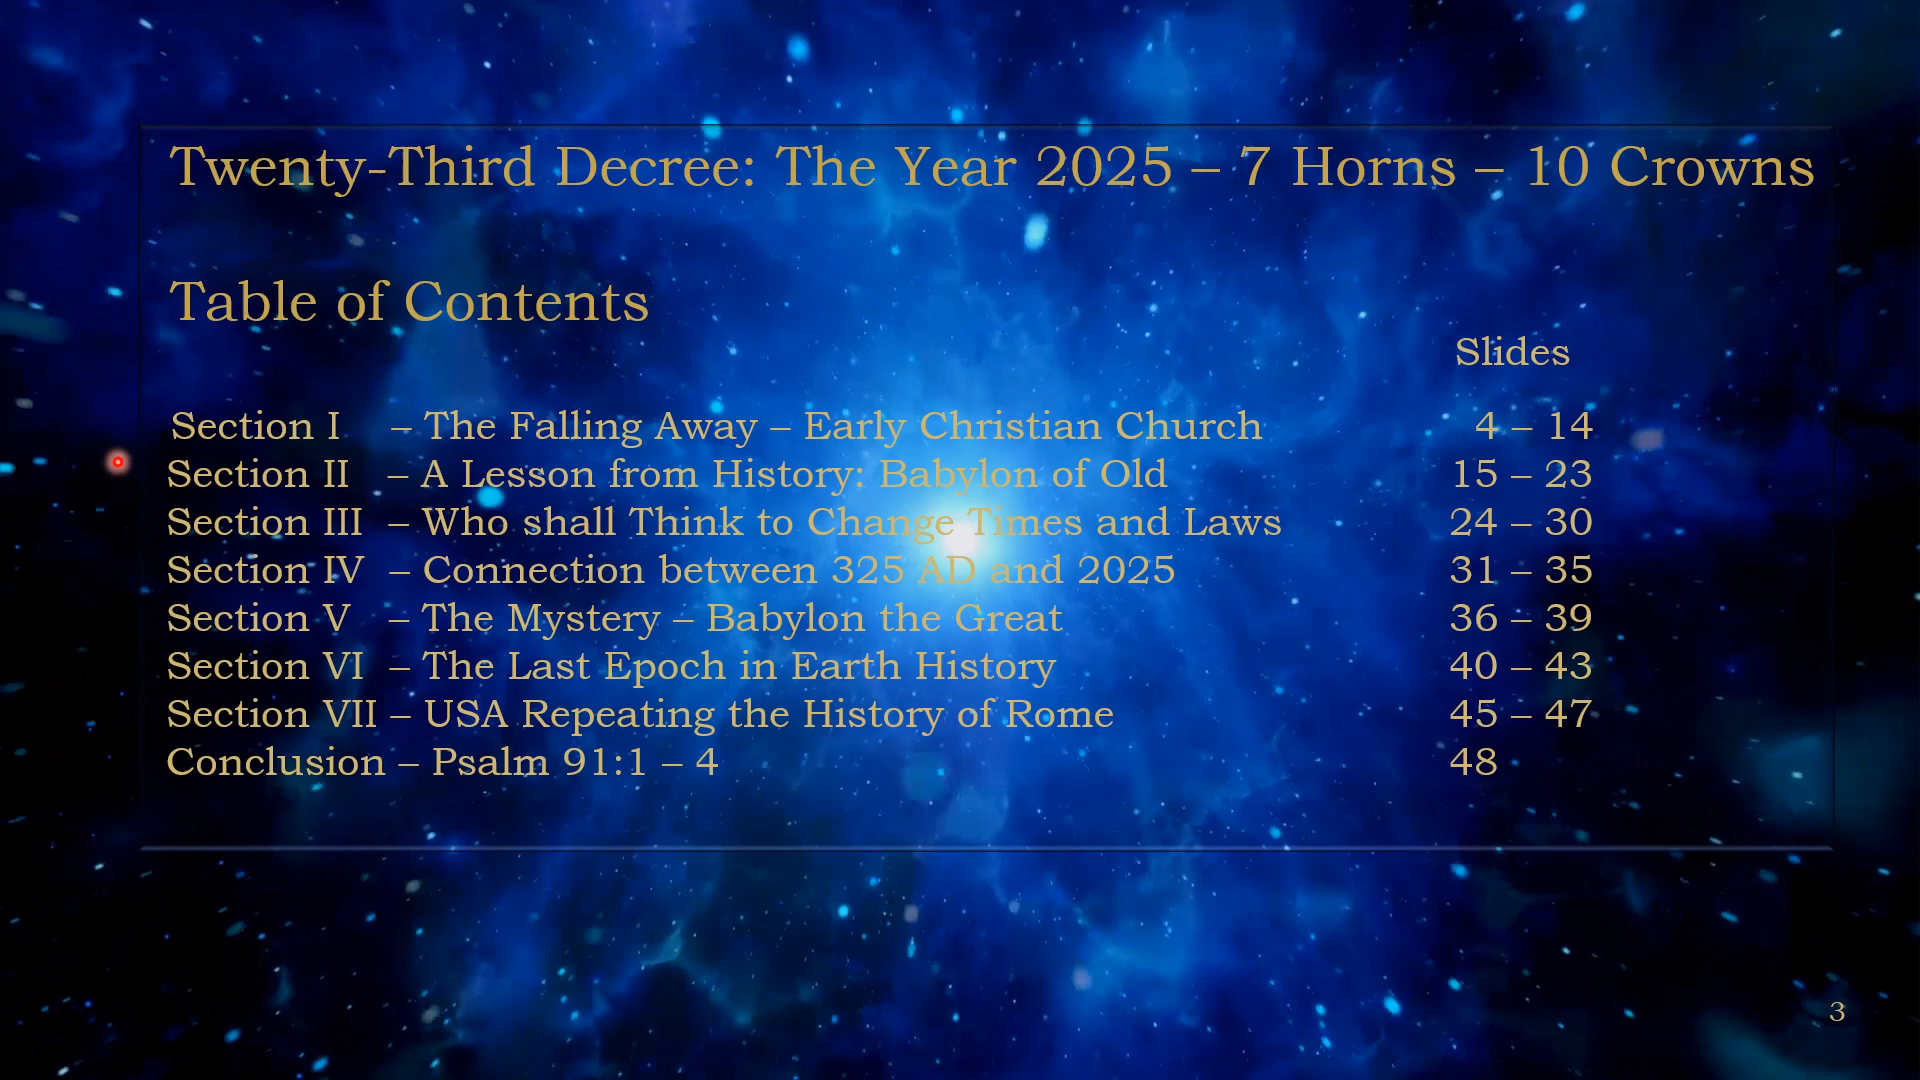 Twenty-Third Decree: The Year 2025 – 7 Horns – 10 Crowns
Table of Contents
Slides
Section I – The Falling Away – Early Christian Church 4 – 14
Section II – A Lesson from History: Babylon of Old 15 – 23
Section III – Who shall Think to Change Times and Laws 24 – 30
Section IV – Connection between 325 AD and 2025 31 – 35
Section V – The Mystery – Babylon the Great 36 – 39
Section VI – The Last Epoch in Earth History 40 – 43
Section VII – USA Repeating the History of Rome 45 – 47
Conclusion – Psalm 91:1 – 4 48
3